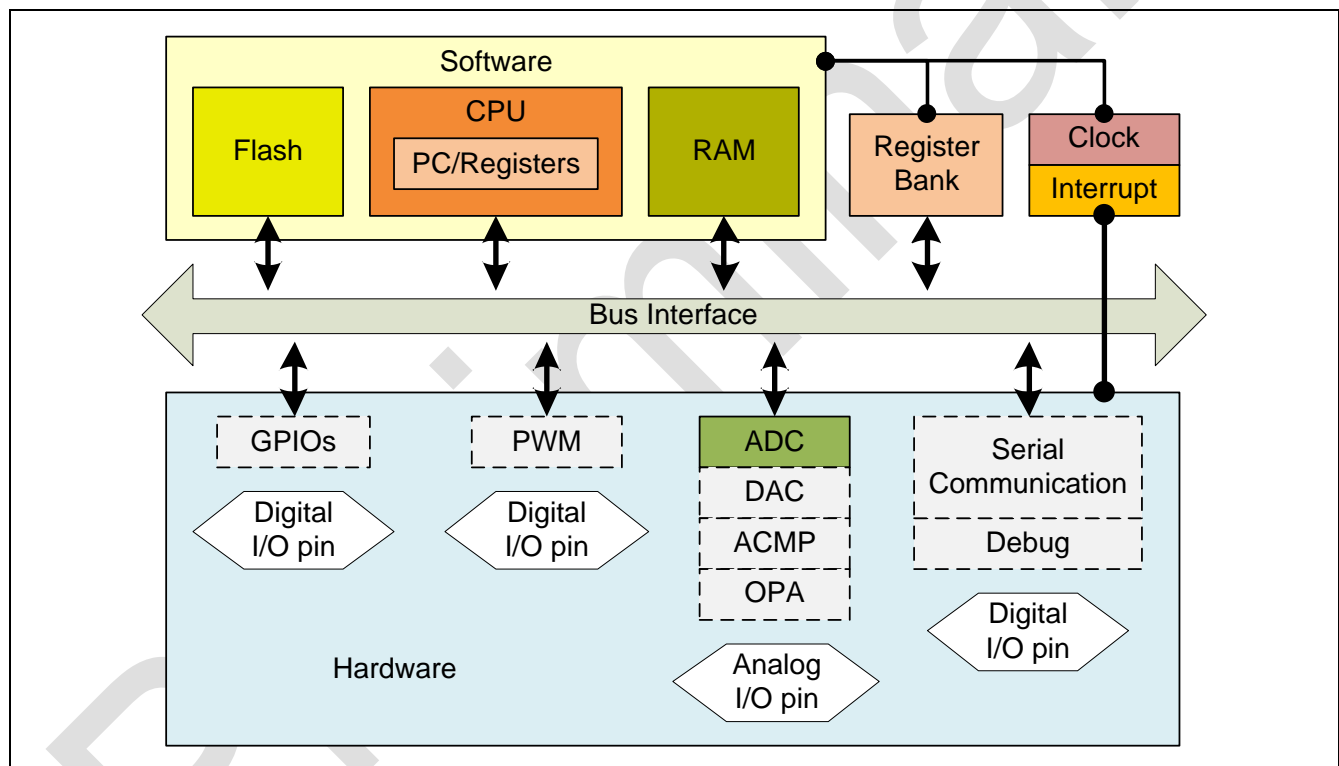 Software
Flash
CPU
PC/Registers
RAM
Register
Bank
Clock
Interrupt
Bus Interface
GPIOs
PWM
ADC
DAC
ACMP
OPA
Serial
Communication
Debug
Digital
I/O pin
Digital
I/O pin
Analog
I/O pin
Digital
I/O pin
Hardware